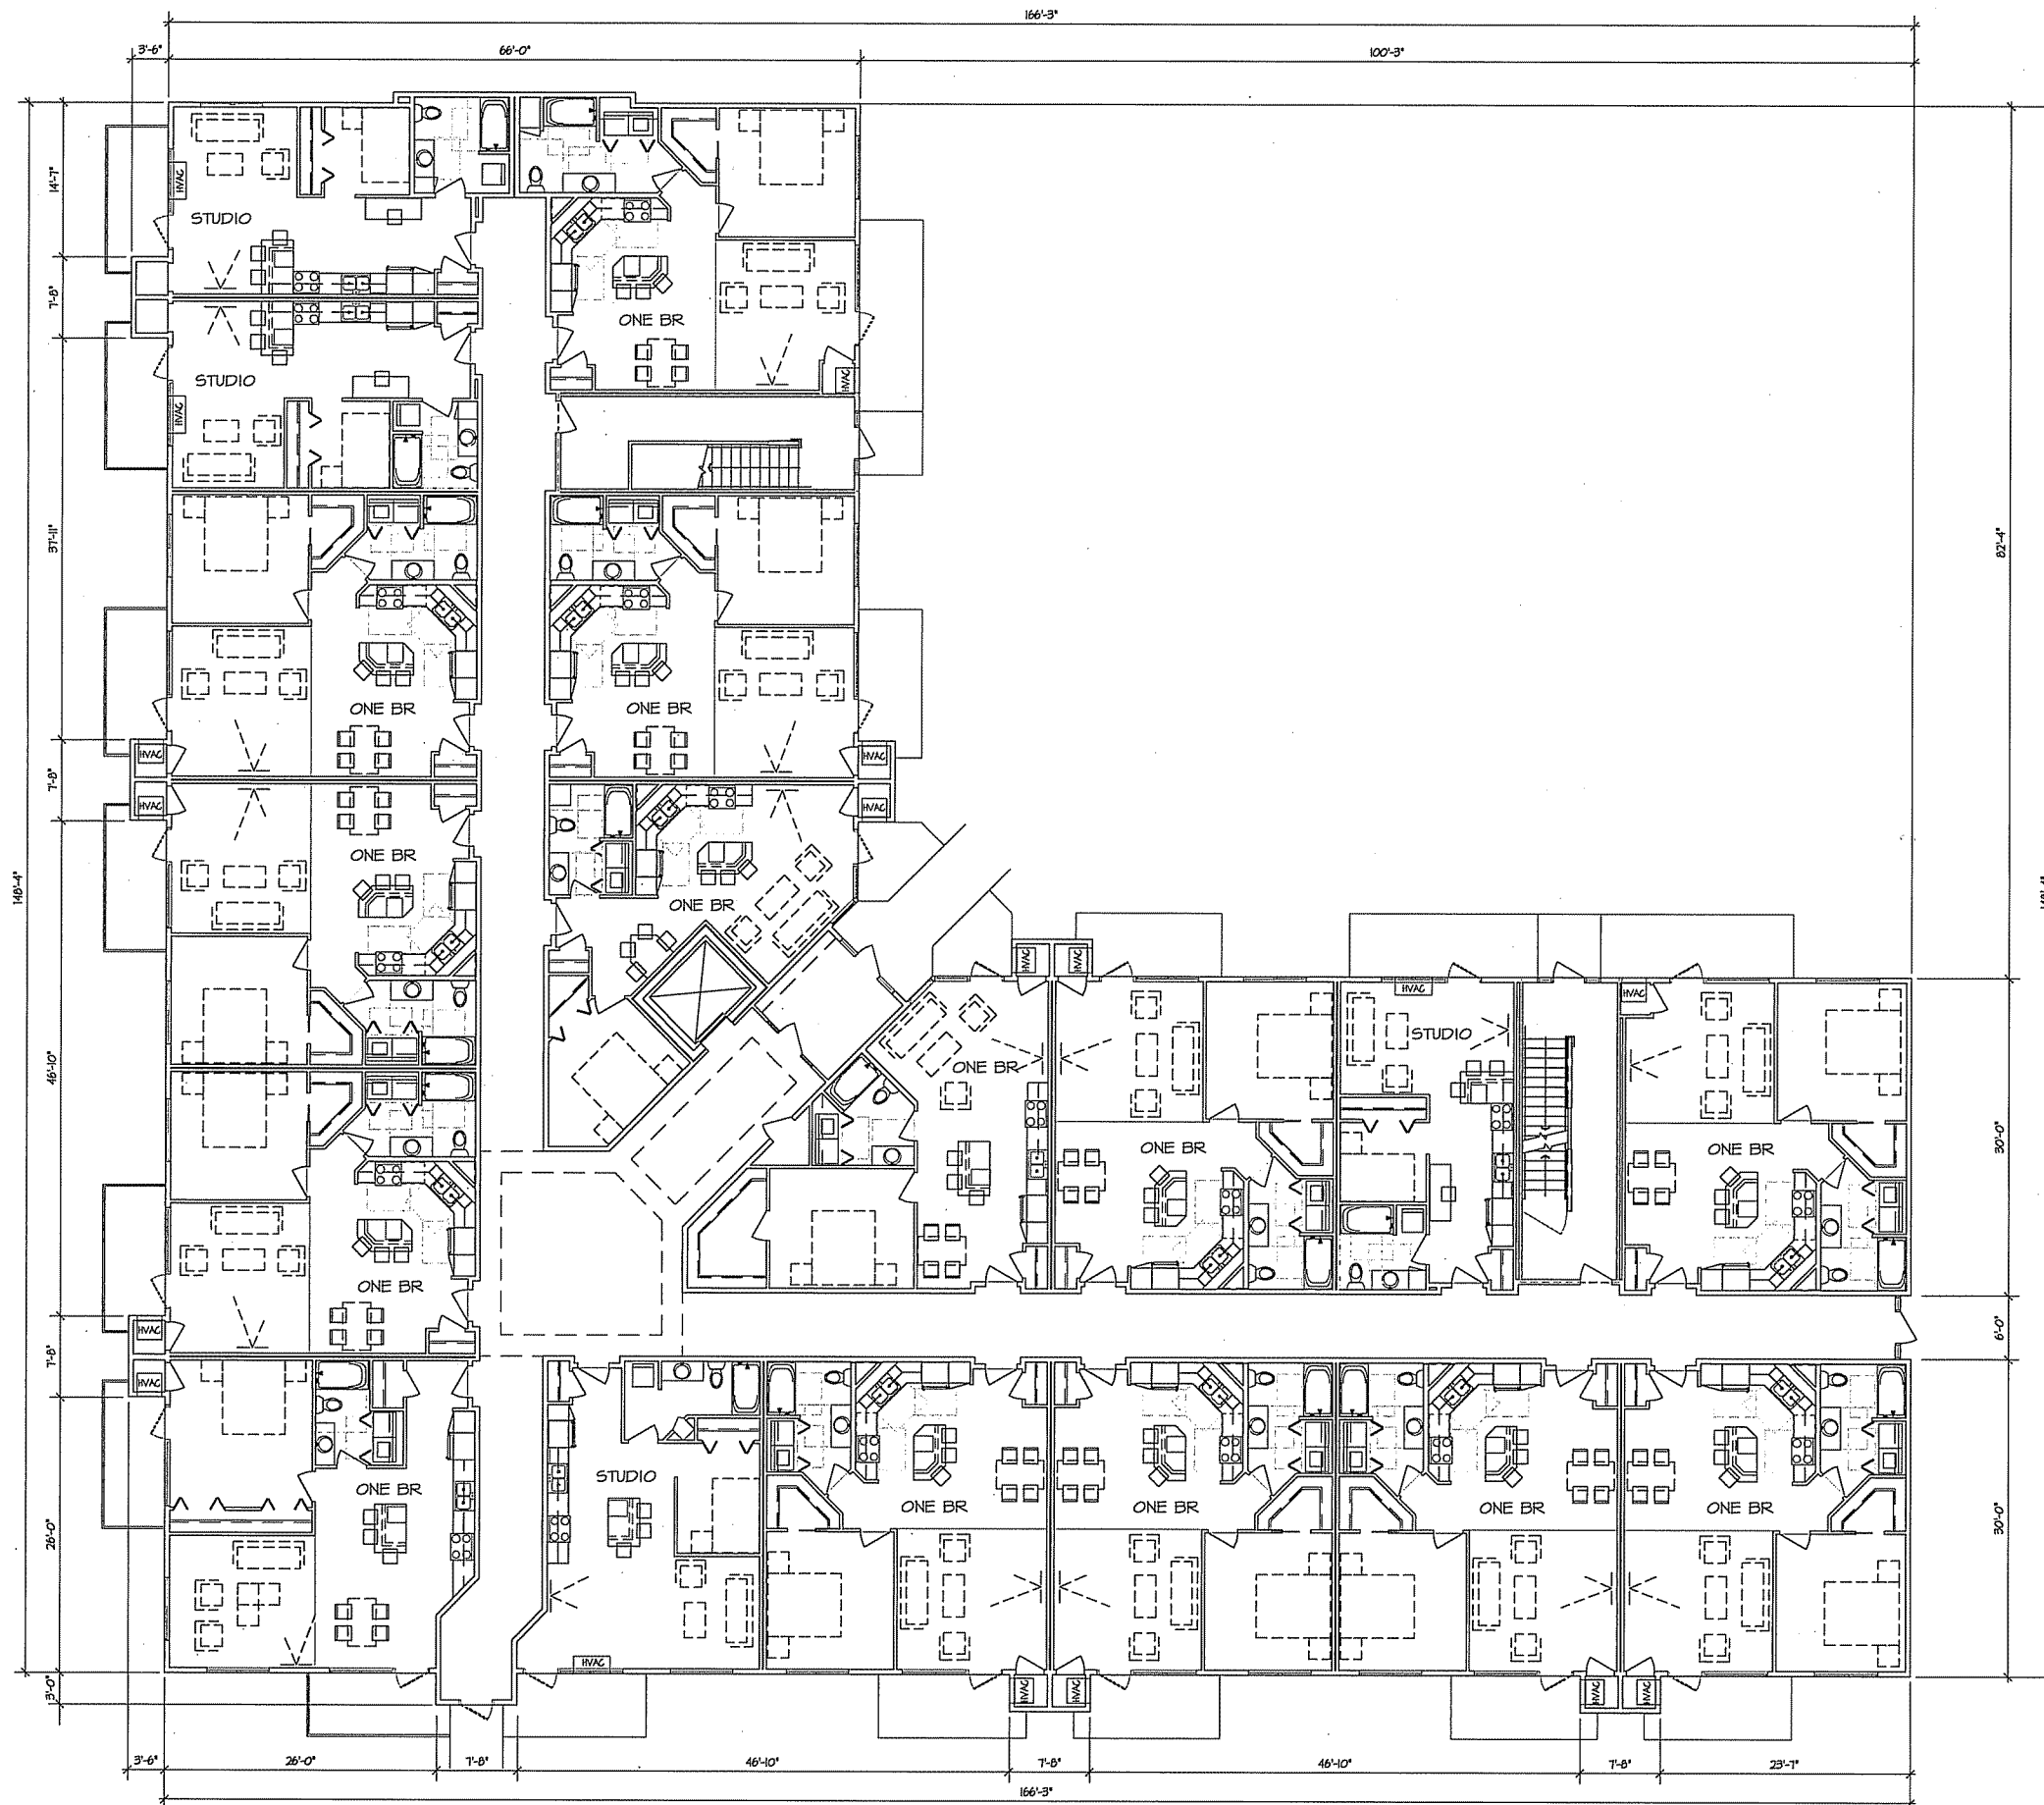 166'-3"
3'-6"
66'-0"
100'-3"
14'-7"
HVAC
STUDIO
7'-8"
ONE BR
STUDIO
HVAC
HVAC
37'-11"
82'-4"
ONE BR
ONE BR
HVAC
HVAC
7'-8"
HVAC
HVAC
ONE BR
148'-4"
ONE BR
HVAC
HVAC
HVAC
HVAC
STUDIO
46'-10"
ONE BR
ONE BR
ONE BR
30'-0"
ONE BR
HVAC
6'-0"
7'-8"
HVAC
STUDIO
ONE BR
ONE BR
ONE BR
ONE BR
ONE BR
26'-0"
30'-0"
HVAC
3'-0"
HVAC
HVAC
HVAC
HVAC
3'-6"
26'-0"
7'-8"
46'-10"
7'-8"
46'-10"
7'-8"
23'-7"
166'-3"